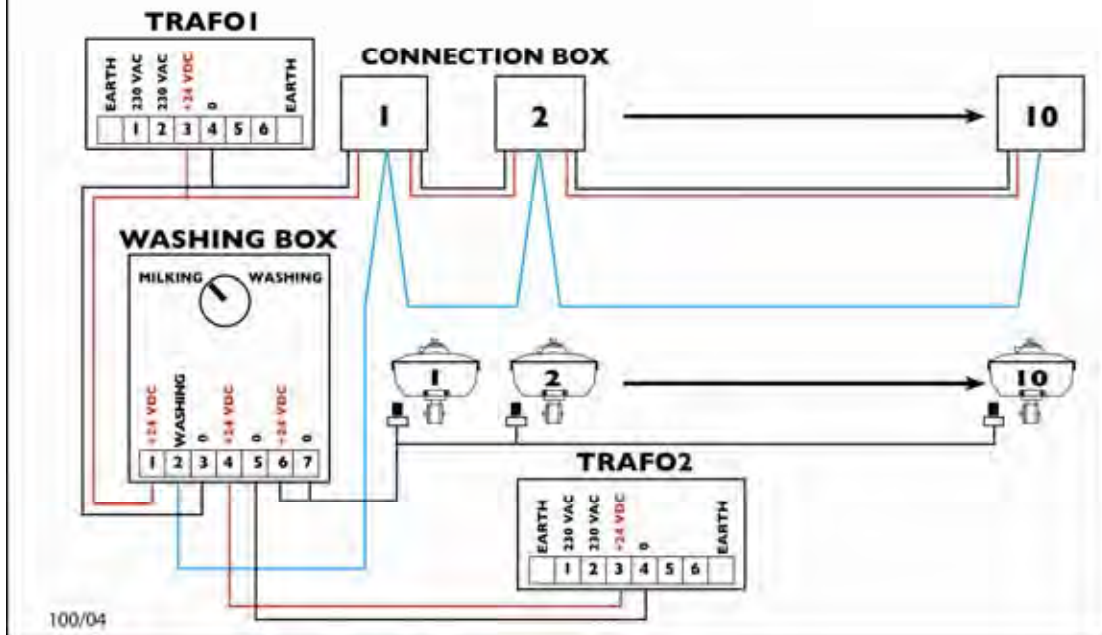 TRAFO1
EARTH
230 VAC
230 VAC
+24 VDC
0
EARTH
1 2 3 4 5 6
CONNECTION BOX
1 2 10
WASHING BOX
MILKING WASHING
+24 VDC
WASHING
0
+24 VDC
0
+24 VDC
0
1 2 3 4 5 6 7
1 2 10
TRAFO2
EARTH
230 VAC
230 VAC
+24 VDC
0
EARTH
1 2 3 4 5 6
100/04